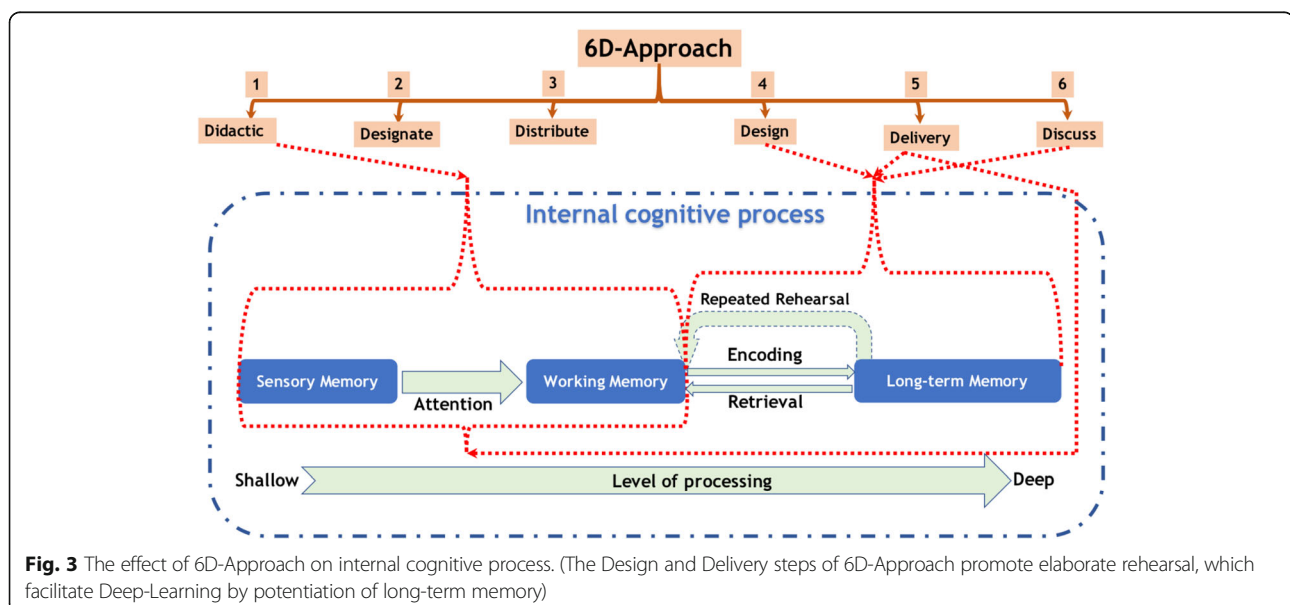 6D-Approach
1 2 3 4 5 6
Didactic Designate Distribute Design Delivery Discuss
Internal cognitive process
Repeated Rehearsal
Encoding
Sensory Memory Working Memory Long-term Memory
Attention Retrieval
Shallow Level of processing Deep
Fig. 3 The effect of 6D-Approach on internal cognitive process. (The Design and Delivery steps of 6D-Approach promote elaborate rehearsal, which
facilitate Deep-Learning by potentiation of long-term memory)